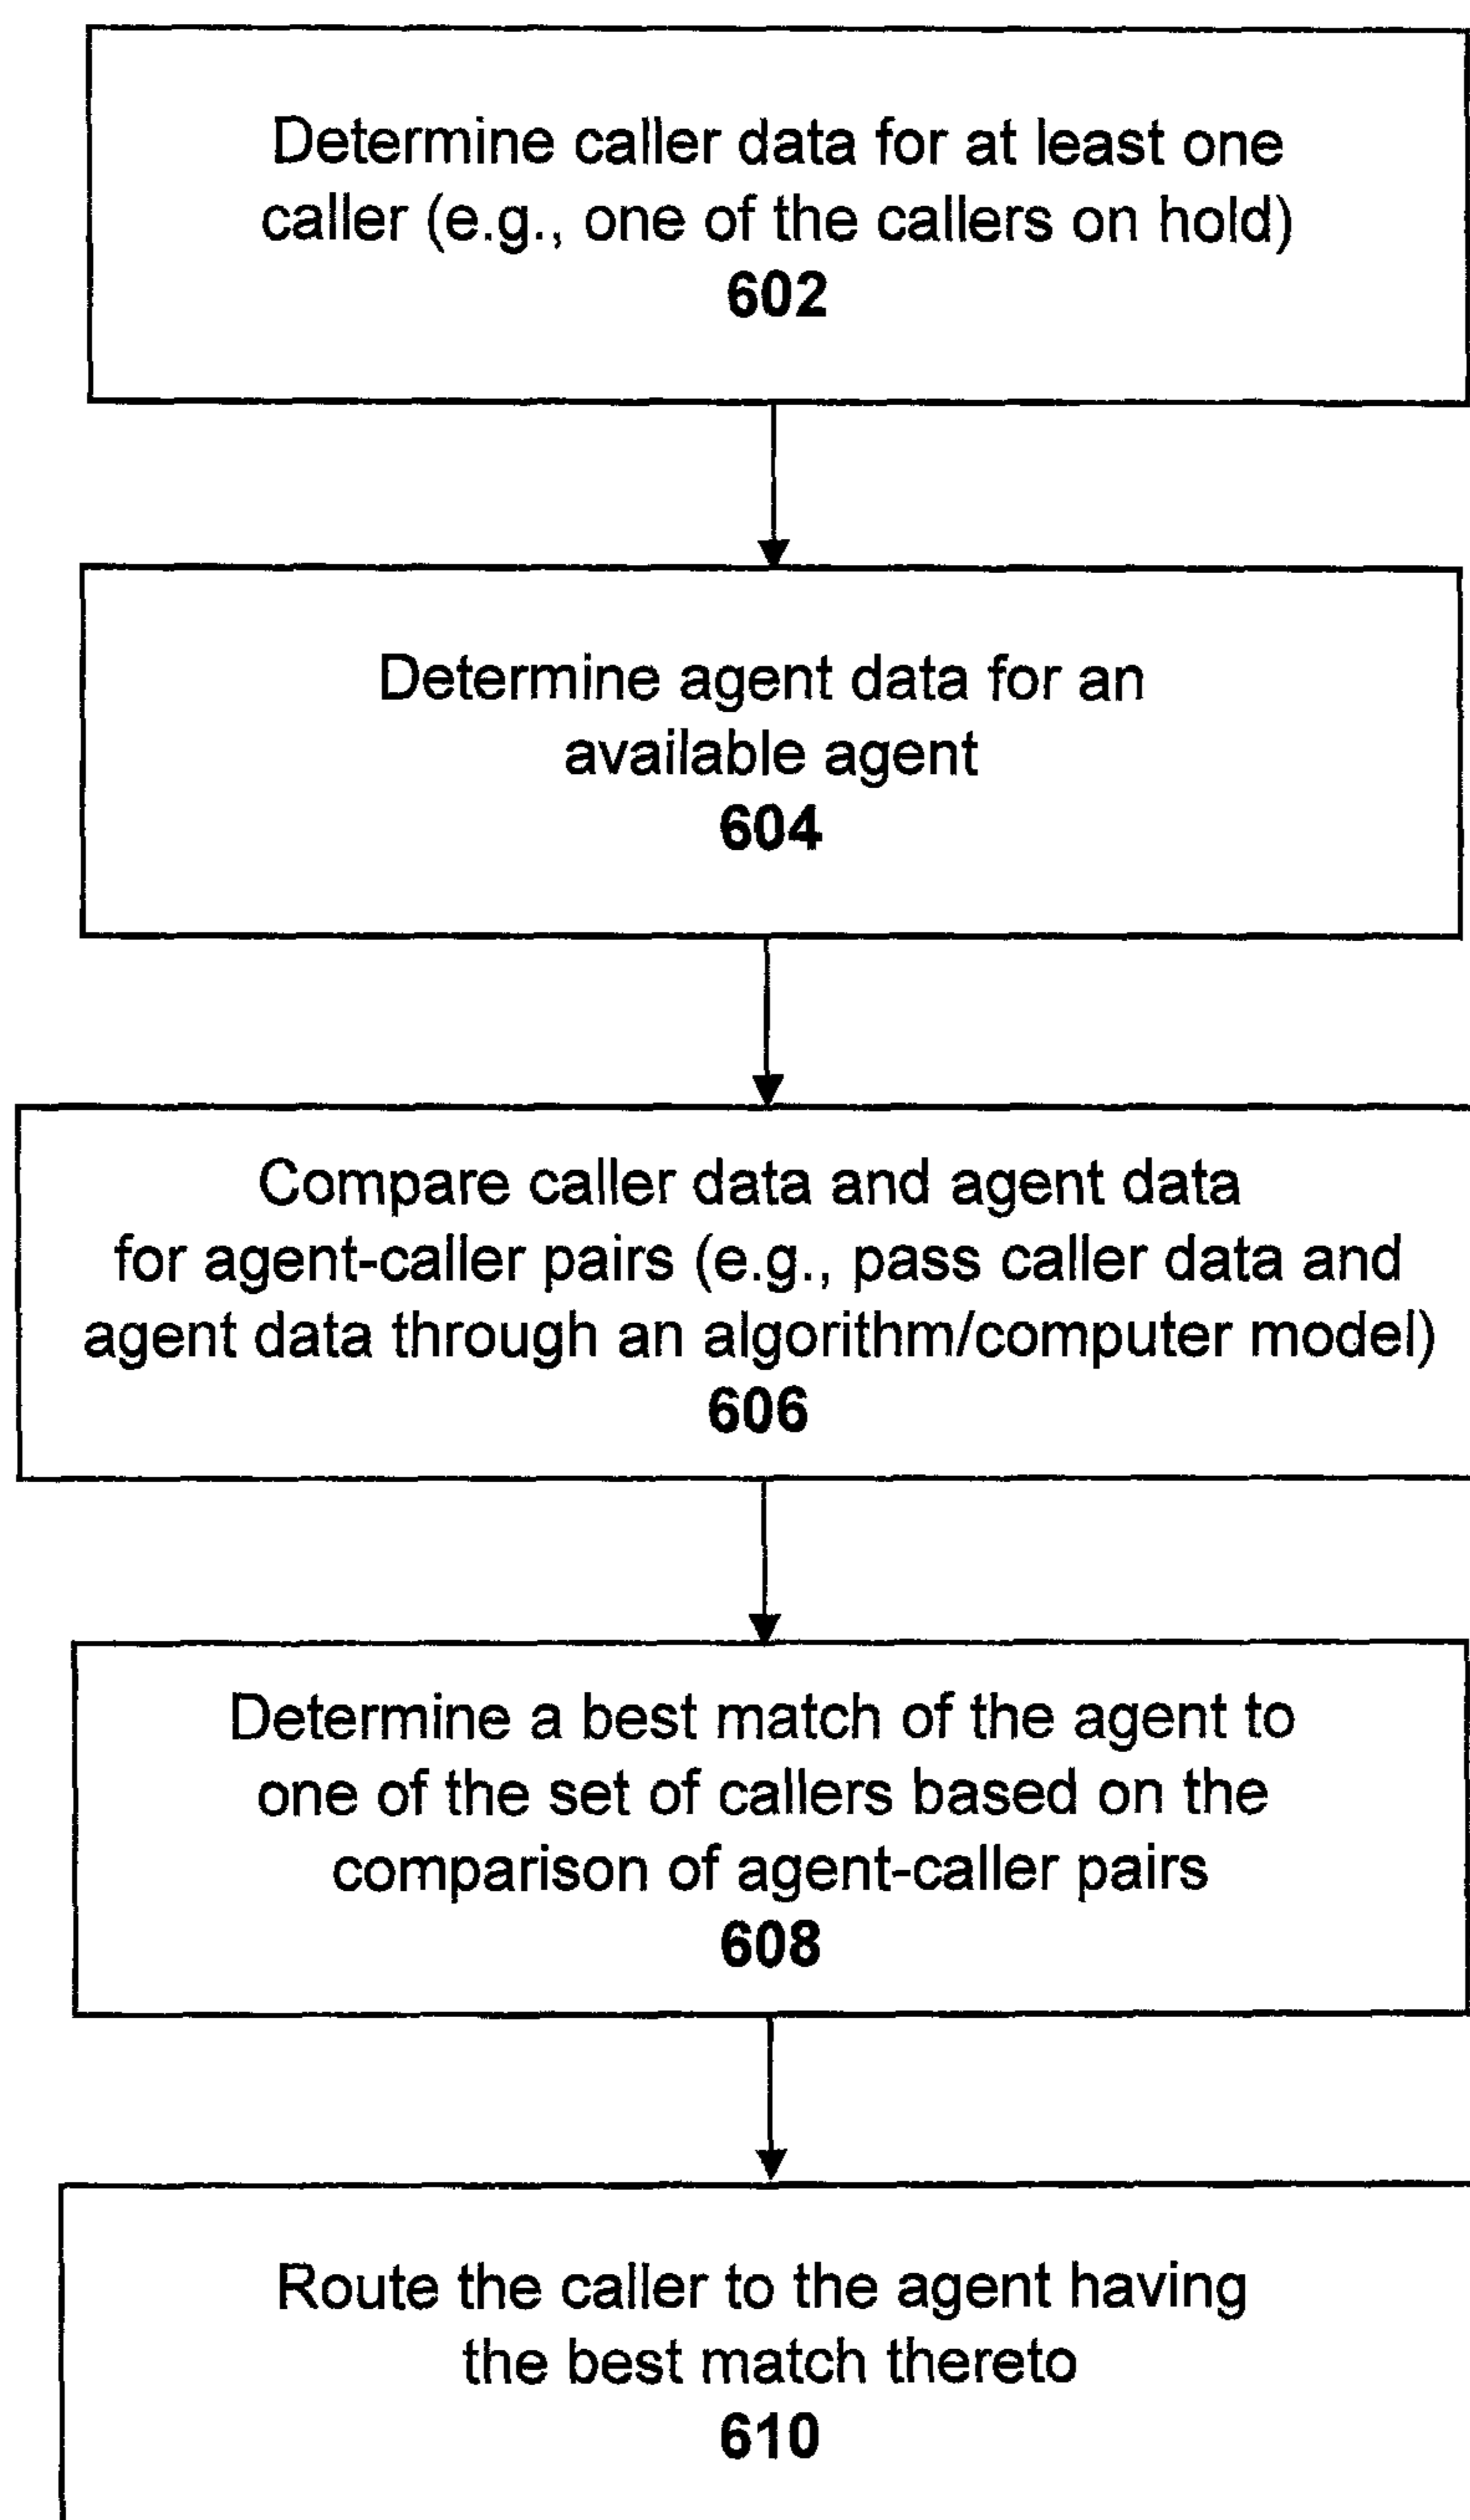 Determine caller data for at least one
caller (e.g., one of the callers on hold)
602
Determine agent data for an
available agent
604
Compare caller data and agent data
for agent-caller pairs (e.g., pass caller data and
agent data through an algorithm/computer model)
606
Determine a best match of the agent to
one of the set of callers based on the
comparison of agent-caller pairs
608
Route the caller to the agent having
the best match thereto
610